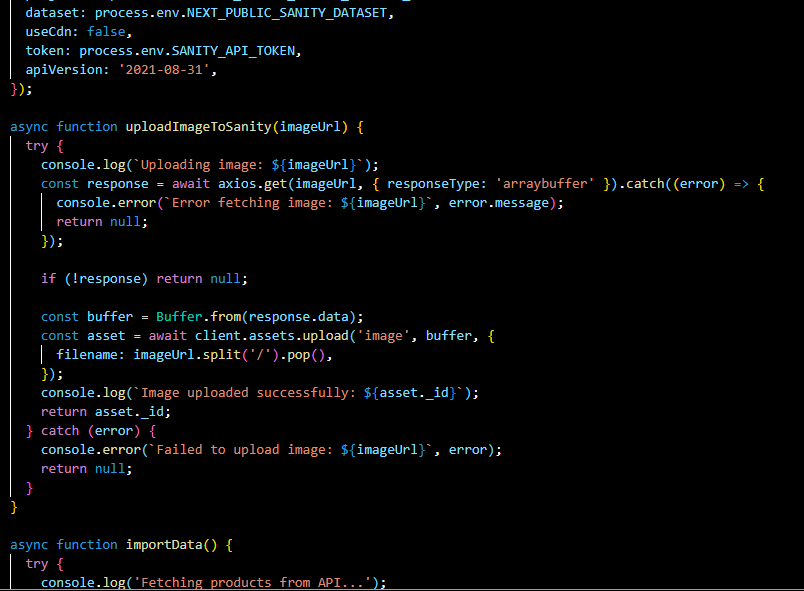 dataset: process.env.NEXT_PUBLIC_SANITY_DATASET,
useCdn: false,
token: process.env.SANITY_API_TOKEN,
apiVersion: '2021-08-31',
});
async function uploadImageToSanity(imageUrl) {
try {
console.log(`Uploading image: ${imageUrl}`);
const response = await axios.get(imageUrl, { responseType: 'arraybuffer' }).catch((error) => {
console.error(`Error fetching image: ${imageUrl}`, error.message);
return null;
});
if (!response) return null;
const buffer = Buffer.from(response.data);
const asset = await client.assets.upload('image', buffer, {
filename: imageUrl.split('/').pop(),
});
console.log(`Image uploaded successfully: ${asset._id}`);
return asset._id;
} catch (error) {
console.error(`Failed to upload image: ${imageUrl}`, error);
return null;
}
}
async function importData() {
try {
console.log('Fetching products from API...');